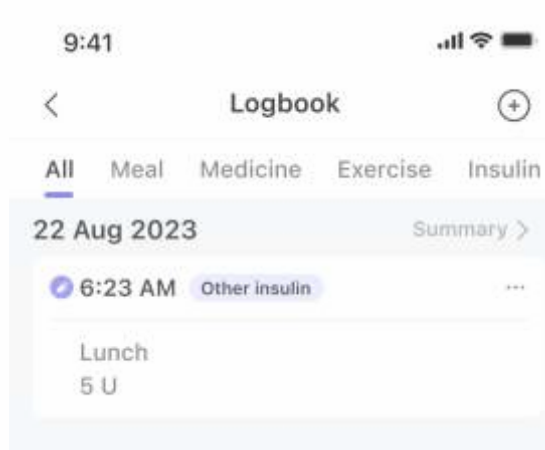 9:41
Logbook
All Meal Medicine Exercise Insulin
22 Aug 2023 Summary >
6:23 AM Other insulin ...
Lunch
5 U